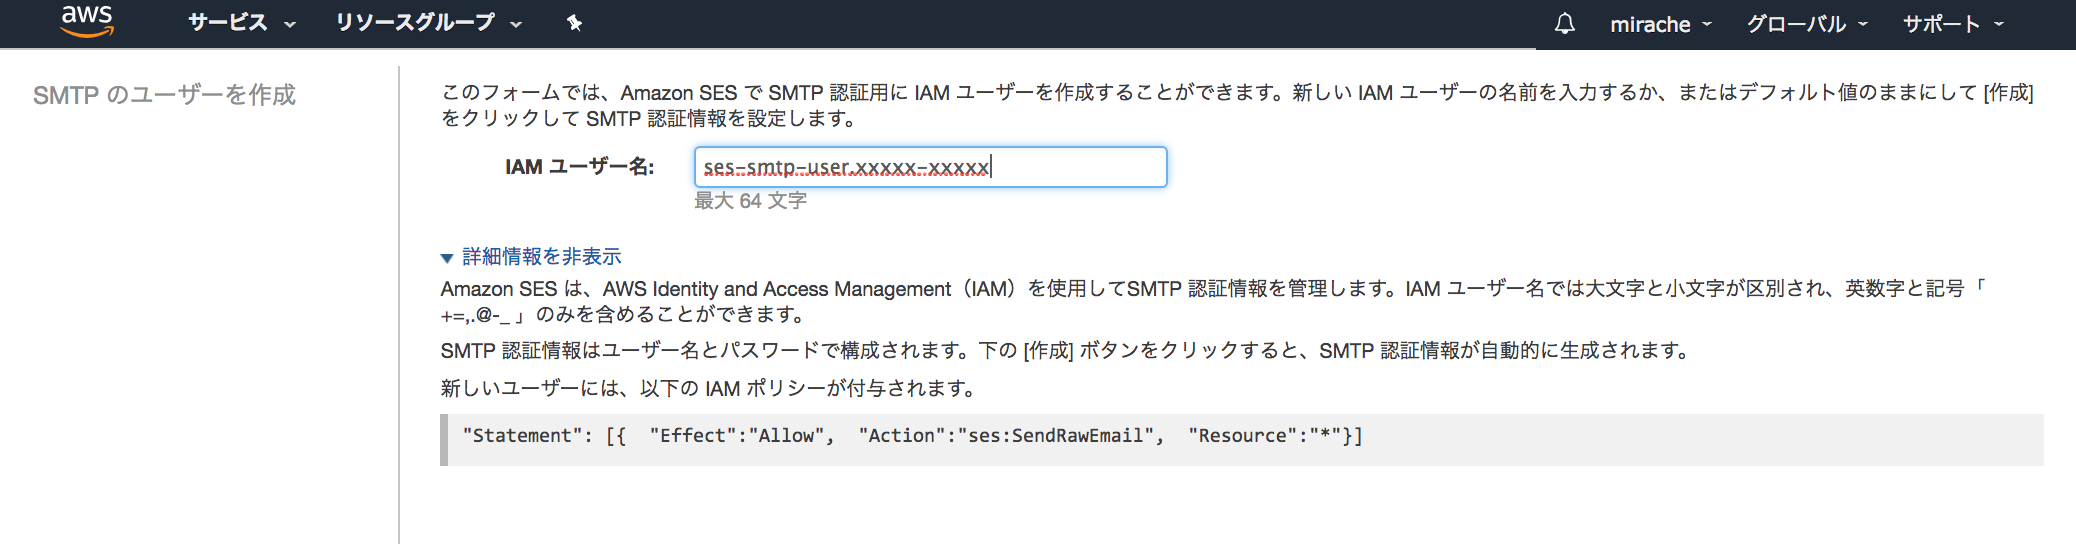 aws サービス リソースグループ mirache グローバル サポート
SMTP のユーザーを作成
このフォームでは、Amazon SES で SMTP 認証用に IAM ユーザーを作成することができます。新しい IAM ユーザーの名前を入力するか、またはデフォルト値のままにして [作成]
をクリックして SMTP 認証情報を設定します。
IAM ユーザー名: ses-smtp-user.xxxxx-xxxxx
最大 64 文字
▼ 詳細情報を非表示
Amazon SES は、AWS Identity and Access Management（IAM）を使用してSMTP 認証情報を管理します。IAM ユーザー名では大文字と小文字が区別され、英数字と記号「
+=,.@-_ 」のみを含めることができます。
SMTP 認証情報はユーザー名とパスワードで構成されます。下の [作成] ボタンをクリックすると、SMTP 認証情報が自動的に生成されます。
新しいユーザーには、以下の IAM ポリシーが付与されます。
"Statement": [{  "Effect":"Allow",  "Action":"ses:SendRawEmail",  "Resource":"*"}]